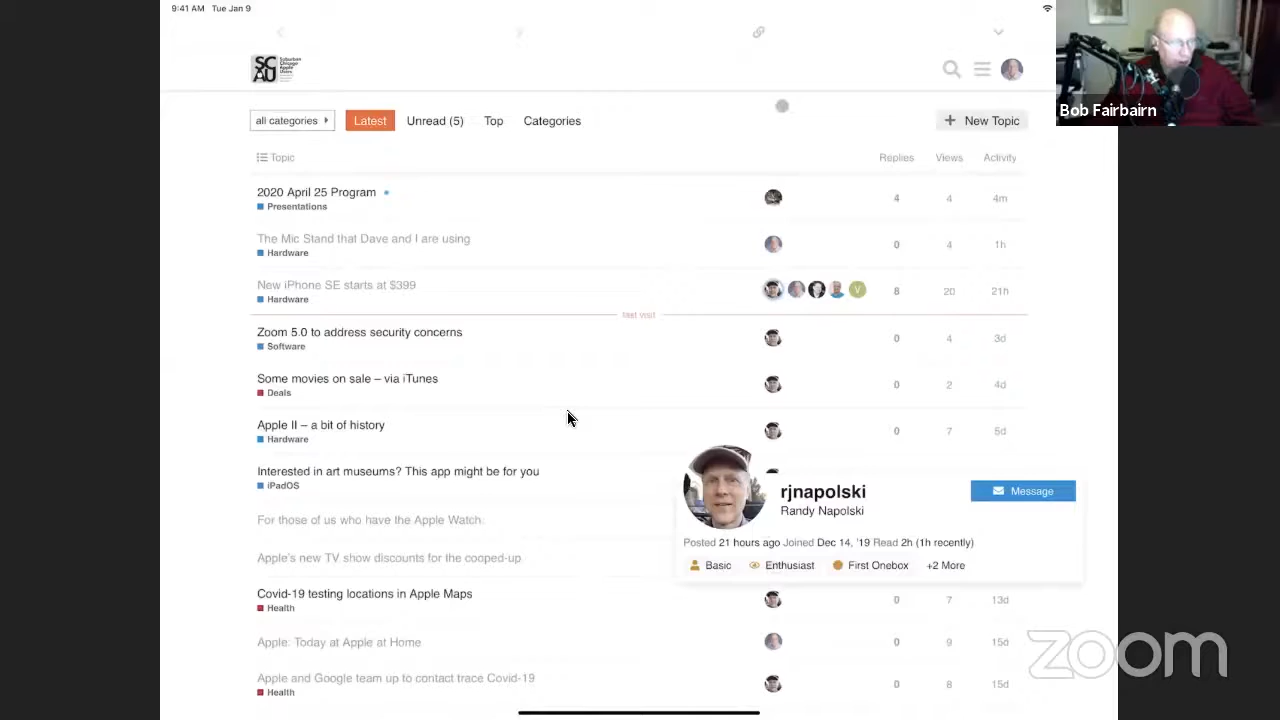 9:41 AM Tue Jan 9
SCAU Suburban Chicago Apple Users
Bob Fairbairn
all categories Latest Unread (5) Top Categories + New Topic
Topic Replies Views Activity
2020 April 25 Program 4 4 4m
Presentations
The Mic Stand that Dave and I are using 0 4 1h
Hardware
New iPhone SE starts at $399 V 8 20 21h
Hardware
last visit
Zoom 5.0 to address security concerns 0 4 3d
Software
Some movies on sale – via iTunes 0 2 4d
Deals
Apple II – a bit of history 0 7 5d
Hardware
Interested in art museums? This app might be for you
iPadOS
rjnapolski Message
Randy Napolski
For those of us who have the Apple Watch:
Posted 21 hours ago Joined Dec 14, '19 Read 2h (1h recently)
Apple's new TV show discounts for the cooped-up
Basic Enthusiast First Onebox +2 More
Covid-19 testing locations in Apple Maps 0 7 13d
Health
Apple: Today at Apple at Home 0 9 15d
Apple and Google team up to contact trace Covid-19 0 8 15d
Health
zoom